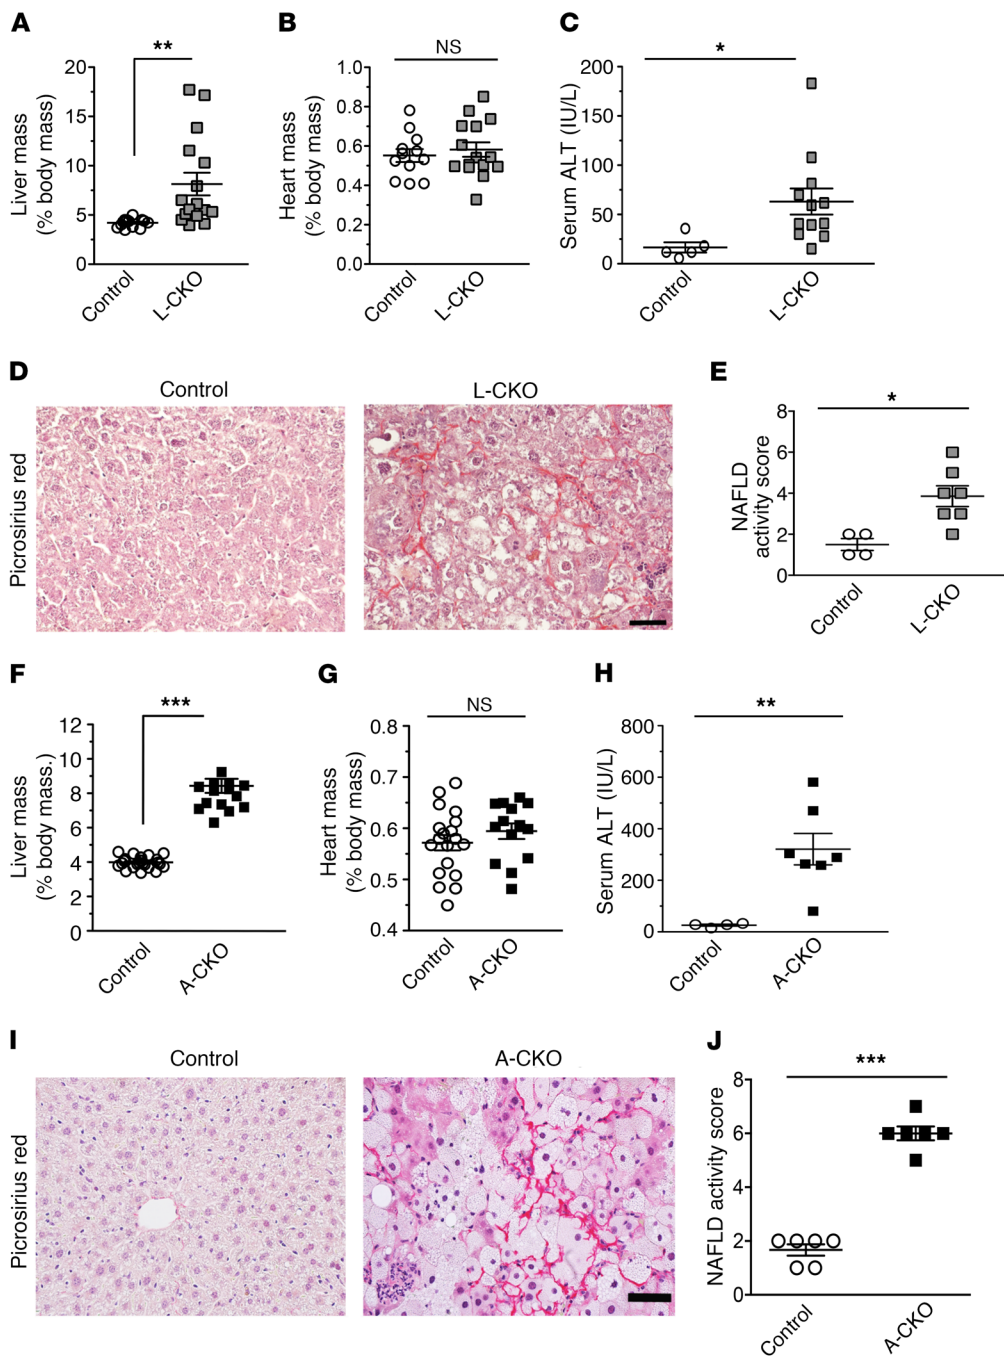 A
**
Liver mass
(% body mass)
20
15
10
5
0
Control
L-CKO
B
NS
Heart mass
(% body mass)
1.0
0.8
0.6
0.4
0.2
0.0
Control
L-CKO
C
*
Serum ALT (IU/L)
200
150
100
50
0
Control
L-CKO
D
Control
L-CKO
Picrosirius red
E
*
NAFLD
activity score
8
6
4
2
0
Control
L-CKO
F
***
Liver mass
(% body mass.)
12
10
8
6
4
2
0
Control
A-CKO
G
NS
Heart mass
(% body mass)
0.8
0.7
0.6
0.5
0.4
Control
A-CKO
H
**
Serum ALT (IU/L)
800
600
400
200
0
Control
A-CKO
I
Control
A-CKO
Picrosirius red
J
***
NAFLD activity score
8
6
4
2
0
Control
A-CKO